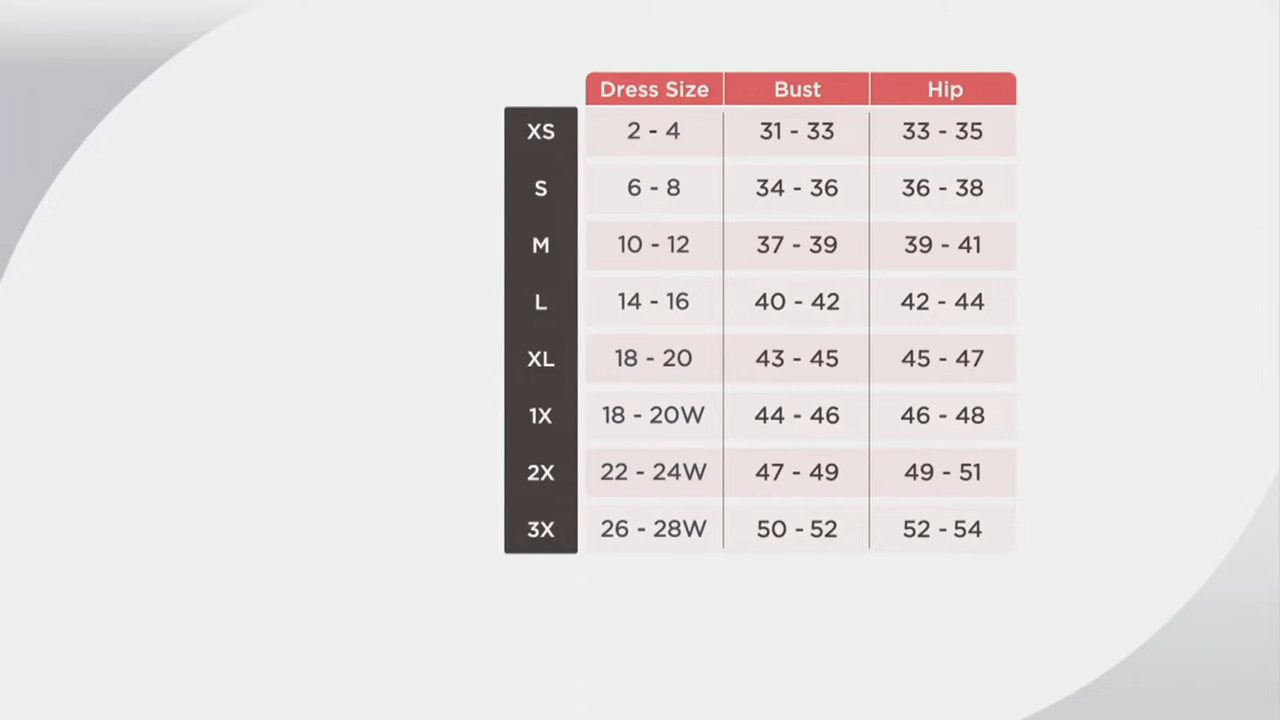 Dress Size Bust Hip
XS 2 - 4 31 - 33 33 - 35
S 6 - 8 34 - 36 36 - 38
M 10 - 12 37 - 39 39 - 41
L 14 - 16 40 - 42 42 - 44
XL 18 - 20 43 - 45 45 - 47
1X 18 - 20W 44 - 46 46 - 48
2X 22 - 24W 47 - 49 49 - 51
3X 26 - 28W 50 - 52 52 - 54